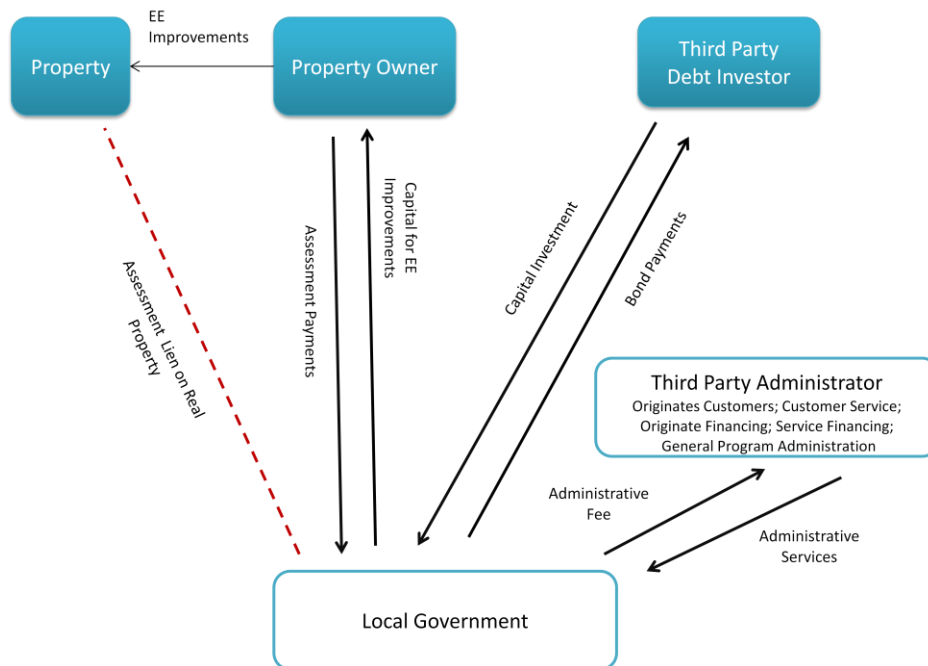 EE
Improvements
Property
Property Owner
Third Party
Debt Investor
Assessment Lien on Real
Property
Assessment Payments
Capital for EE
Improvements
Capital Investment
Bond Payments
Third Party Administrator
Originates Customers; Customer Service;
Originate Financing; Service Financing;
General Program Administration
Administrative
Fee
Administrative
Services
Local Government